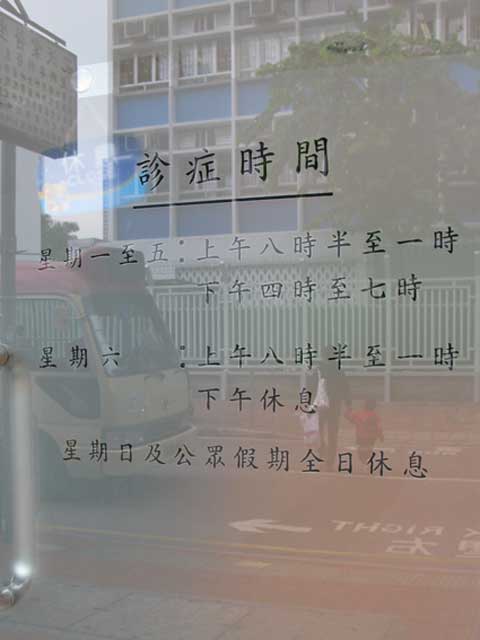 診症時間
星期一至五：上午八時半至一時
下午四時至七時
星期六：上午八時半至一時
下午休息
星期日及公眾假期全日休息